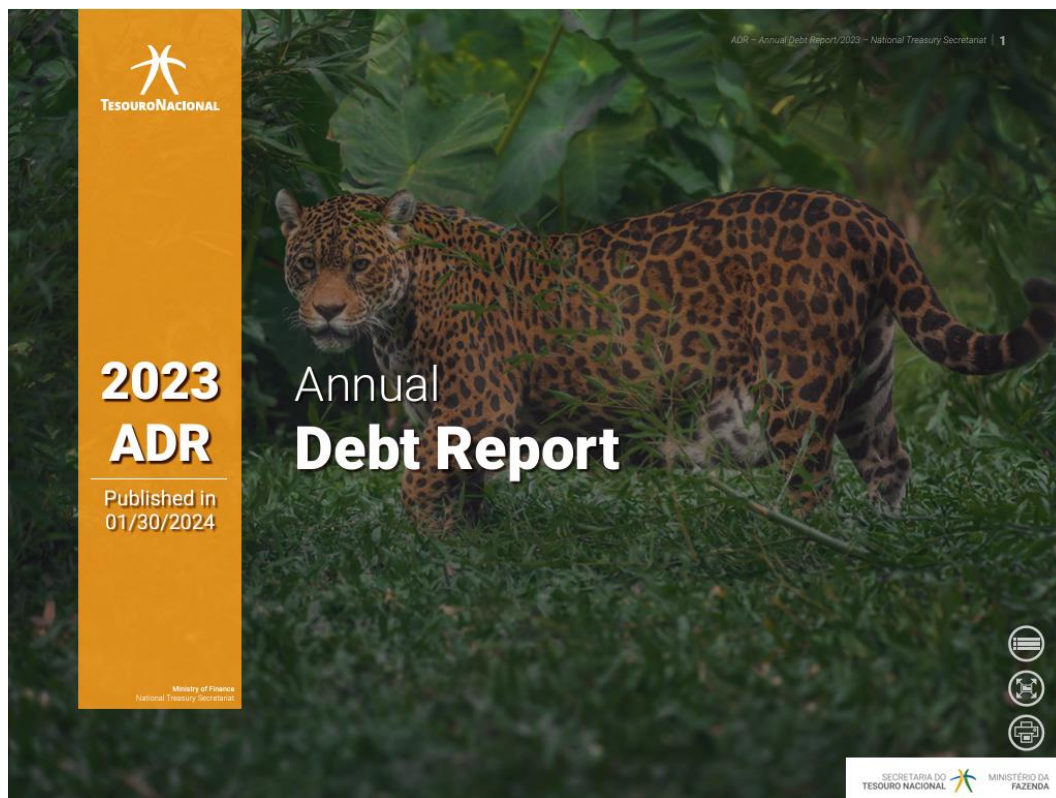 ADR – Annual Debt Report/2023 – National Treasury Secretariat | 1
TESOURONACIONAL
2023
ADR
Published in
01/30/2024
Annual
Debt Report
Ministry of Finance
National Treasury Secretariat
SECRETARIA DO
TESOURO NACIONAL
MINISTÉRIO DA
FAZENDA